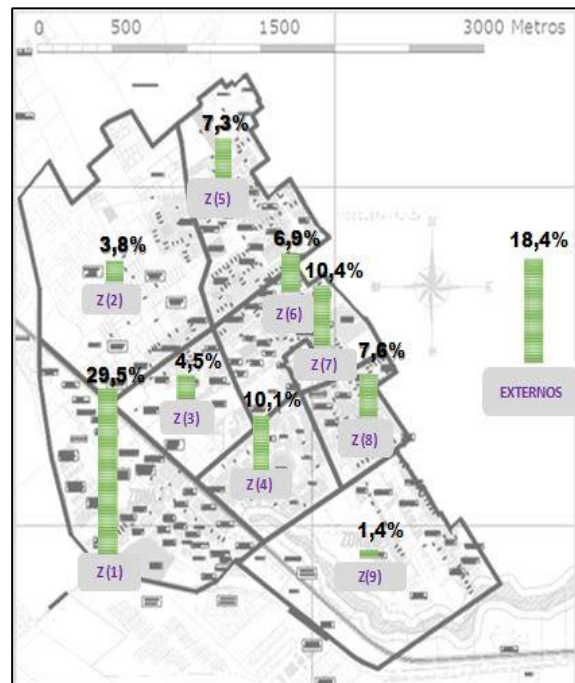 0 500 1500 3000 Metros
7,3%
Z (5)
3,8%
Z (2)
6,9%
Z (6)
18,4%
EXTERNOS
10,4%
Z (7)
29,5%
Z (1)
4,5%
Z (3)
7,6%
Z (8)
10,1%
Z (4)
1,4%
Z(9)